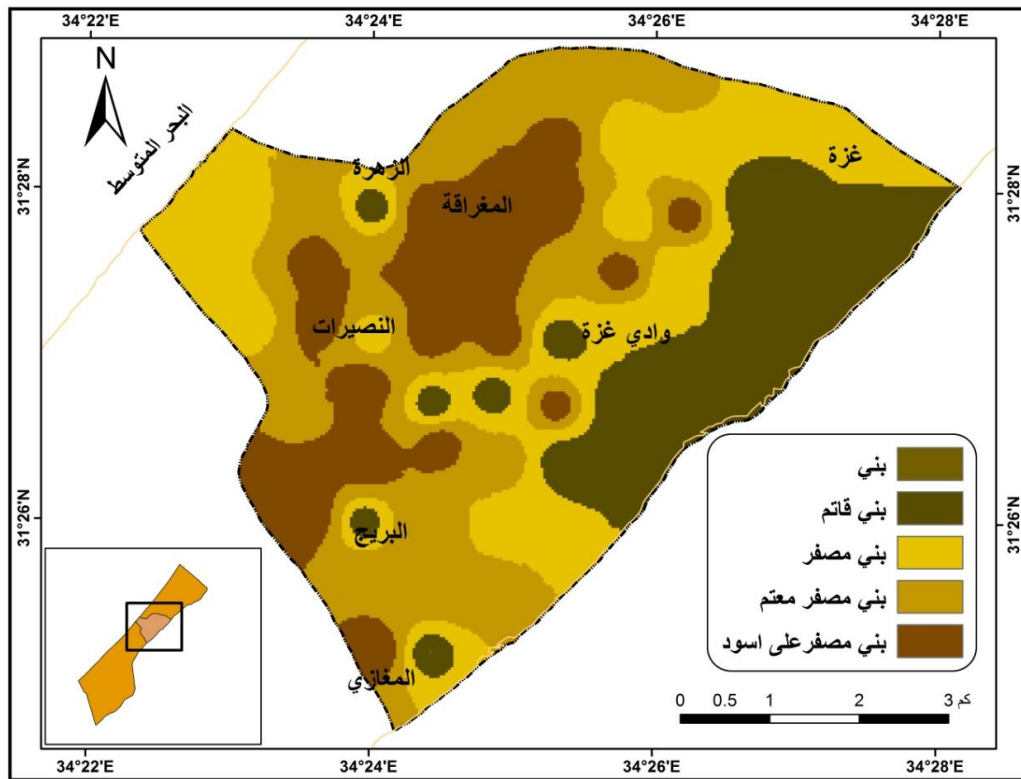 34°22'E
34°24'E
34°26'E
34°28'E
N
البحر المتوسط
31°28'N
31°28'N
الزهرة
غزة
المغراقة
النصيرات
وادي غزة
31°26'N
31°26'N
البريج
المغازي
بني
بني قاتم
بني مصفر
بني مصفر معتم
بني مصفر على اسود
0 0.5 1 2 3 كم
34°22'E
34°24'E
34°26'E
34°28'E